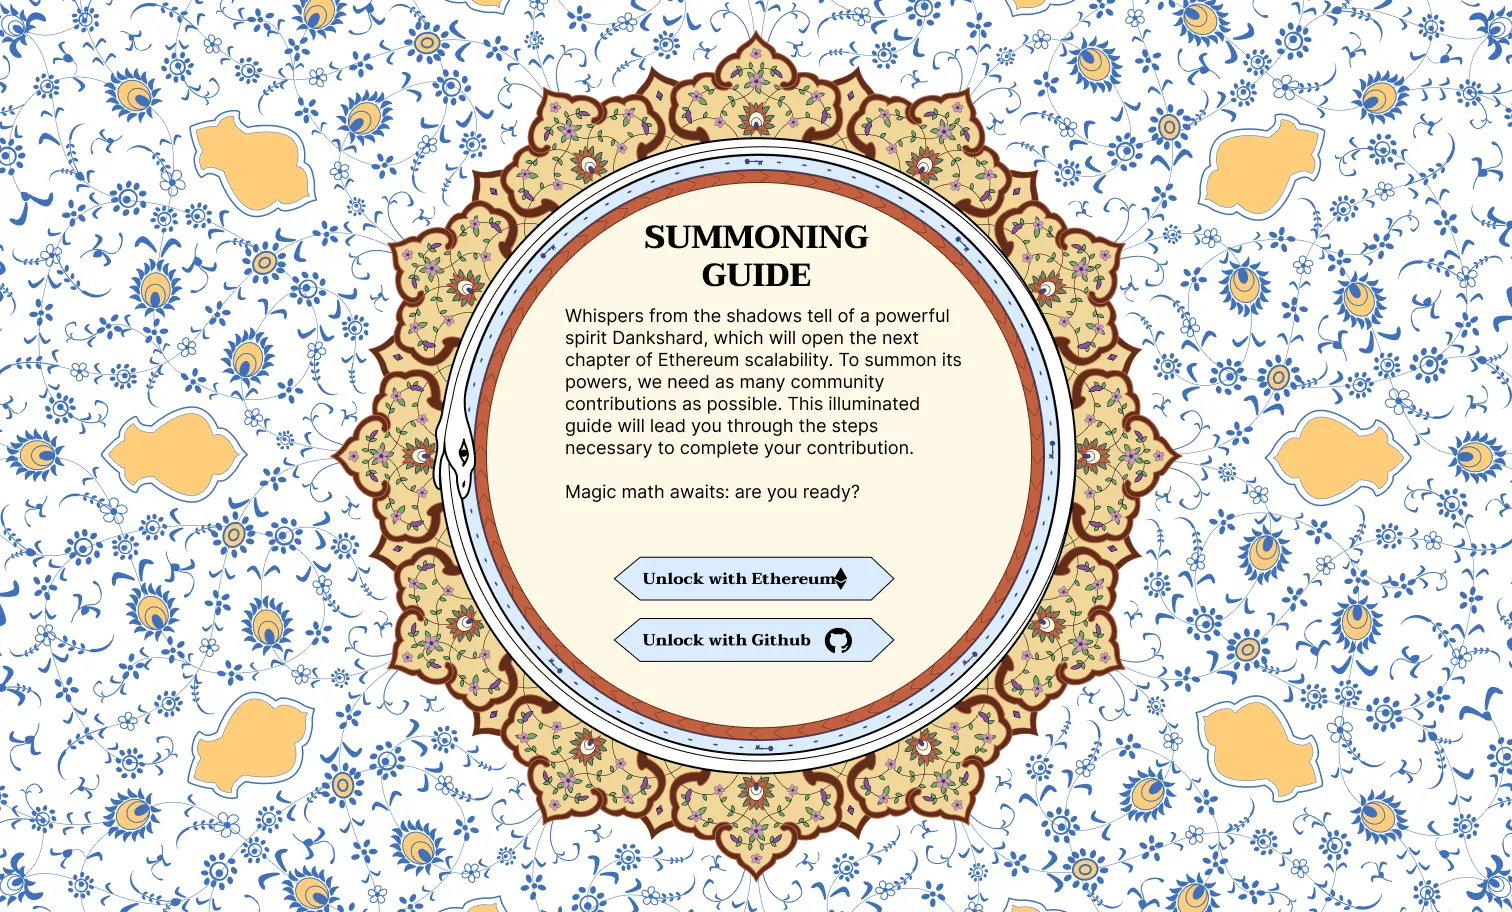 SUMMONING
GUIDE
Whispers from the shadows tell of a powerful
spirit Dankshard, which will open the next
chapter of Ethereum scalability. To summon its
powers, we need as many community
contributions as possible. This illuminated
guide will lead you through the steps
necessary to complete your contribution.
Magic math awaits: are you ready?
Unlock with Ethereum
Unlock with Github